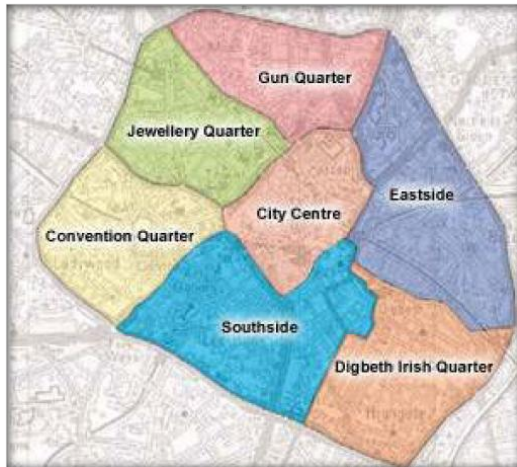 Gun Quarter
Jewellery Quarter
Eastside
City Centre
Convention Quarter
Southside
Digbeth Irish Quarter